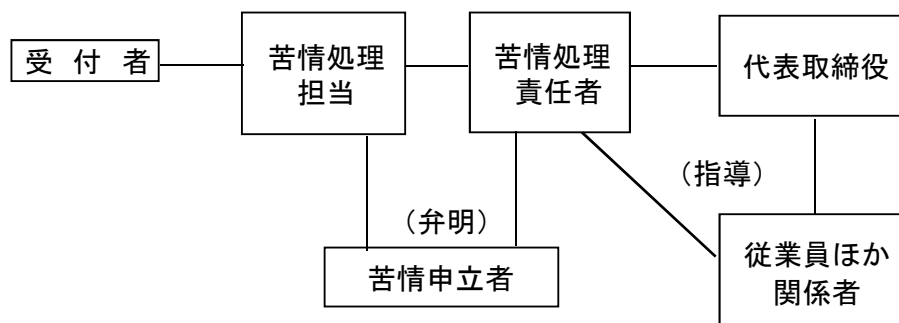 受付者
苦情処理
担当
苦情処理
責任者
代表取締役
（指導）
（弁明）
苦情申立者
従業員ほか
関係者